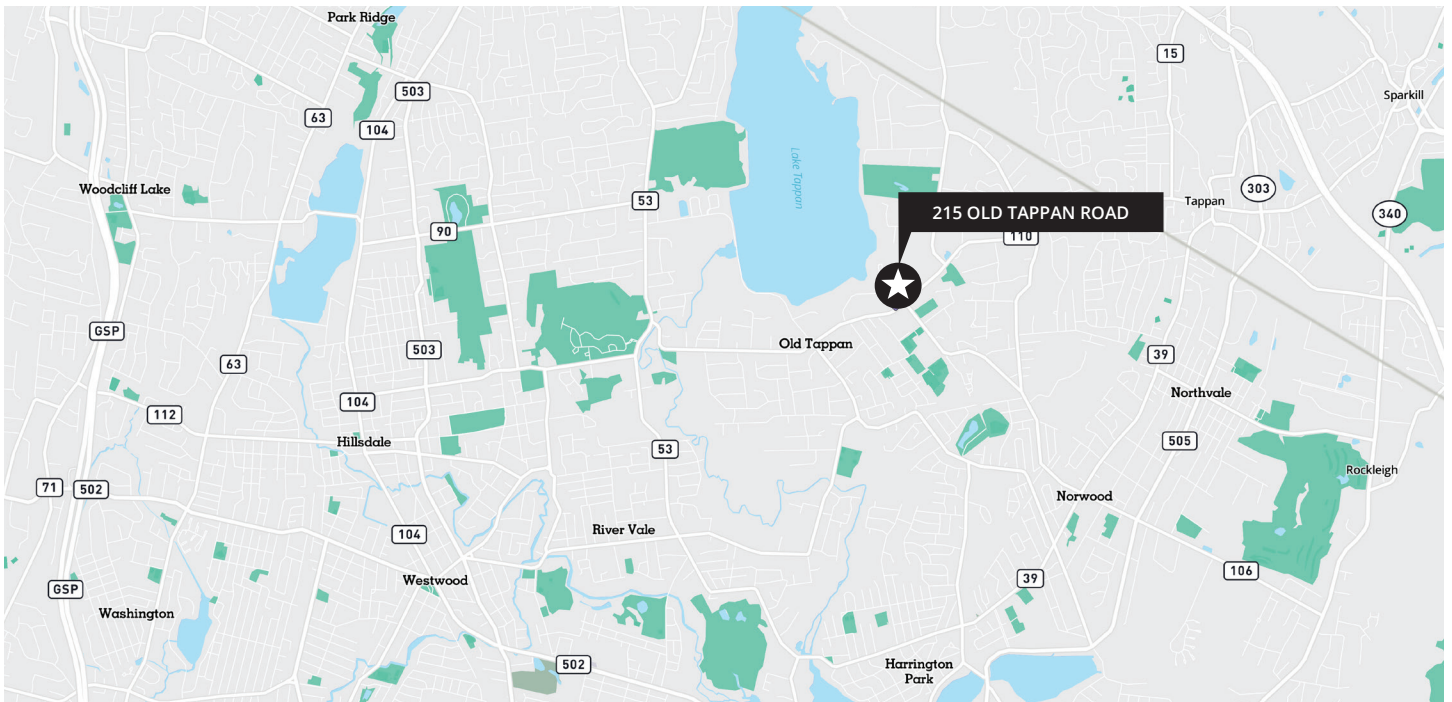 Park Ridge
15
503
Sparkill
63
104
Lake Tappan
Woodcliff Lake
303
53
Tappan
215 OLD TAPPAN ROAD
340
90
110
GSP
Old Tappan
503
39
63
Northvale
104
112
Hillsdale
505
53
Rockleigh
71
502
Norwood
River Vale
104
106
39
Westwood
GSP
Washington
502
Harrington
Park